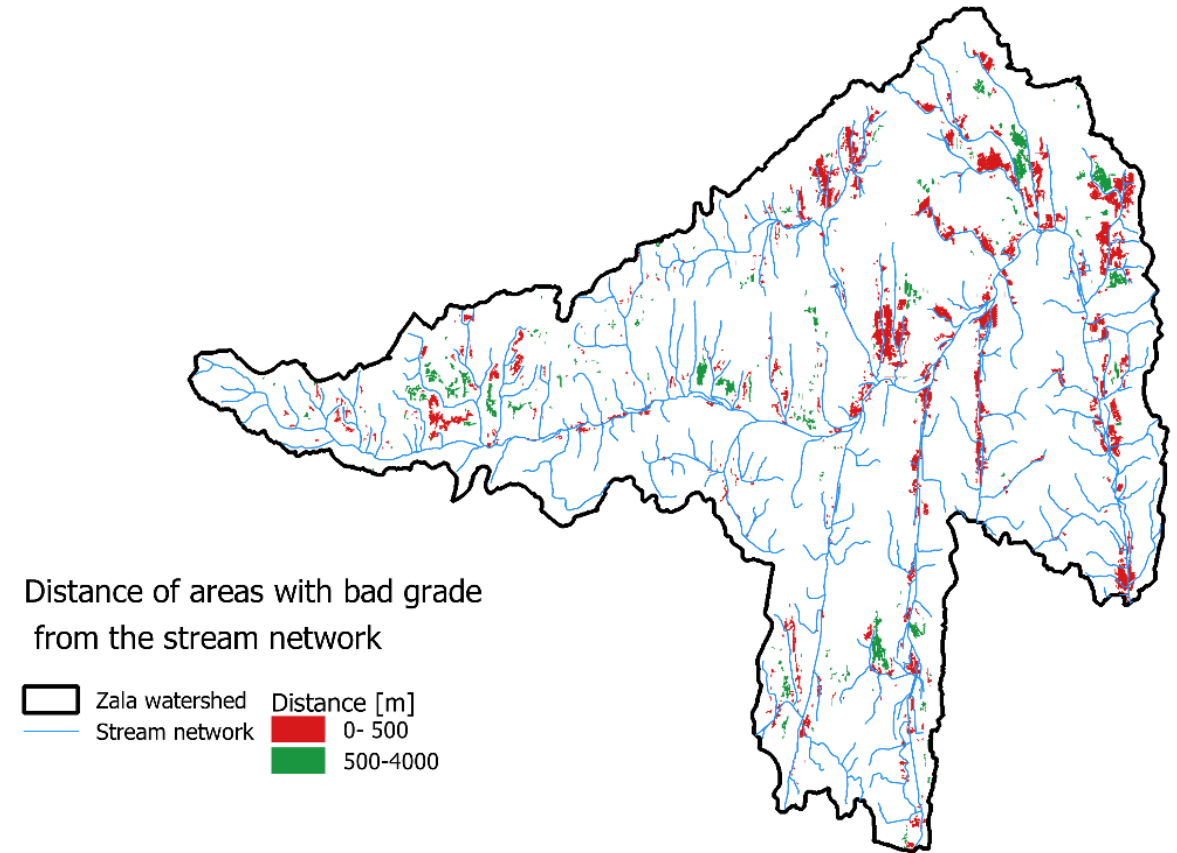 Distance of areas with bad grade
from the stream network
Zala watershed
Stream network
Distance [m]
0- 500
500-4000